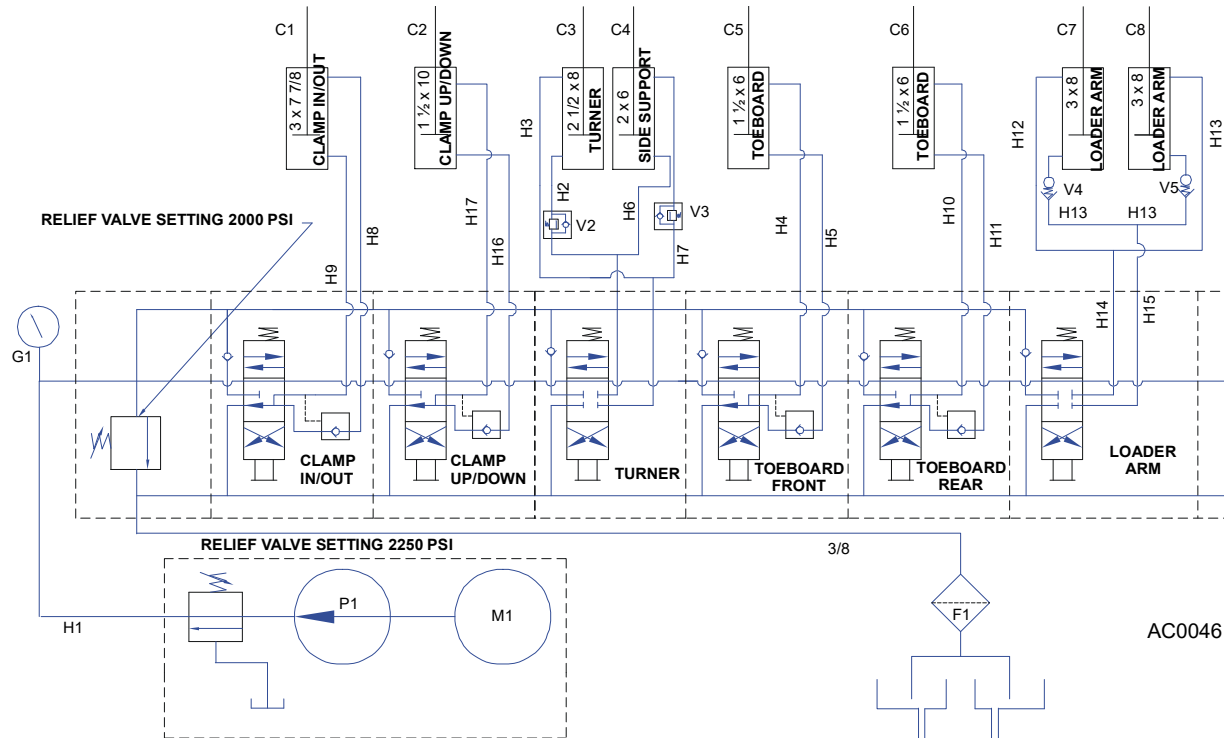 C1
C2
C3
C4
C5
C6
C7
C8
3 x 7 7/8
CLAMP IN/OUT
1 ½ x 10
CLAMP UP/DOWN
2 1/2 x 8
TURNER
2 x 6
SIDE SUPPORT
1 ½ x 6
TOEBOARD
1 ½ x 6
TOEBOARD
3 x 8
LOADER ARM
3 x 8
LOADER ARM
H3
H12
H13
H2
V4
V5
H17
H6
H4
H10
H13
H13
RELIEF VALVE SETTING 2000 PSI
V2
V3
H8
H16
H7
H5
H11
H9
H14
H15
G1
CLAMP
IN/OUT
CLAMP
UP/DOWN
TURNER
TOEBOARD
FRONT
TOEBOARD
REAR
LOADER
ARM
RELIEF VALVE SETTING 2250 PSI
3/8
P1
M1
F1
H1
AC0046